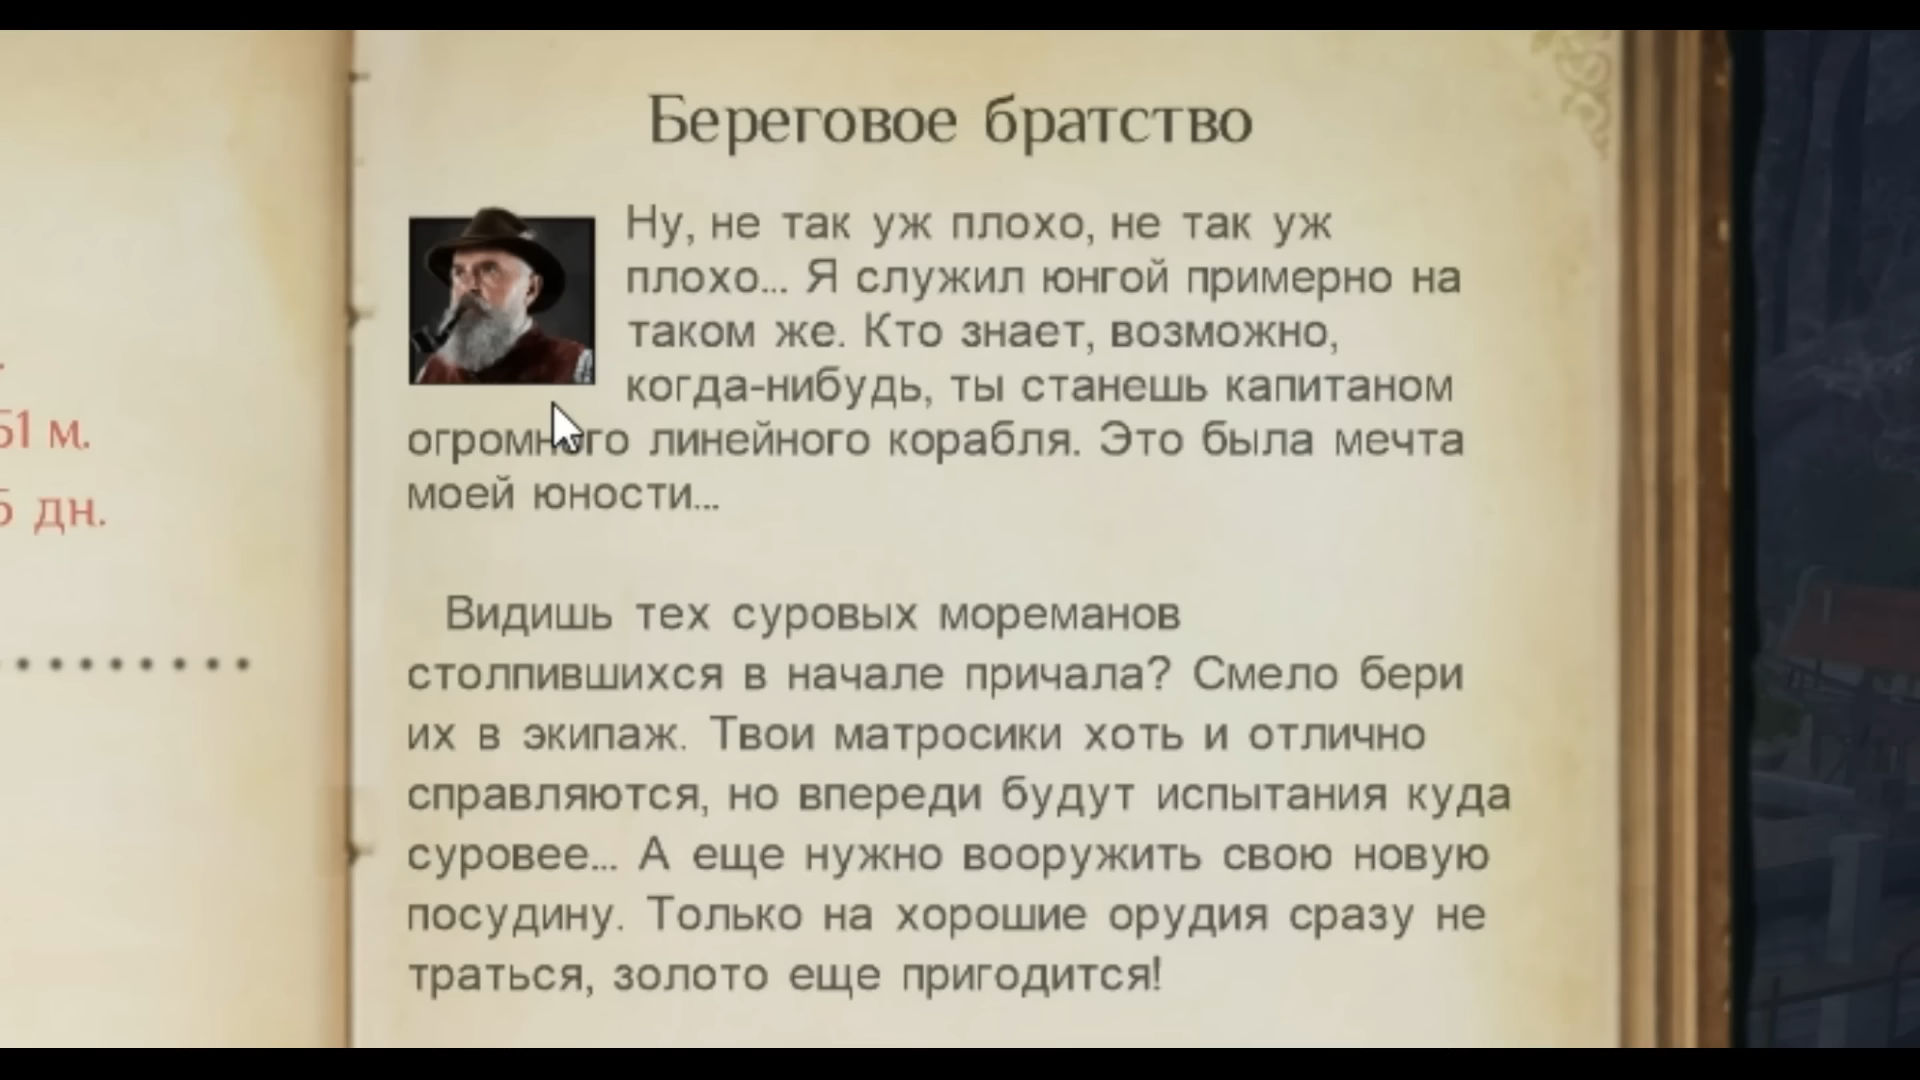 Береговое братство
Ну, не так уж плохо, не так уж
плохо... Я служил юнгой примерно на
таком же. Кто знает, возможно,
когда-нибудь, ты станешь капитаном
огромного линейного корабля. Это была мечта
моей юности...
Видишь тех суровых мореманов
столпившихся в начале причала? Смело бери
их в экипаж. Твои матросики хоть и отлично
справляются, но впереди будут испытания куда
суровее... А еще нужно вооружить свою новую
посудину. Только на хорошие орудия сразу не
траться, золото еще пригодится!
51 м.
дн.